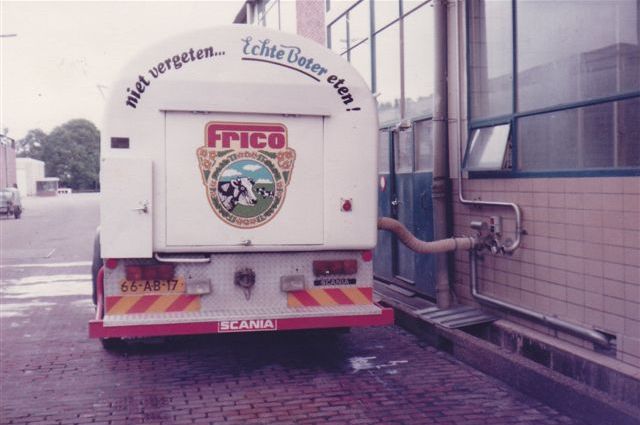 niet vergeten... Echte Boter eten!
FRICO
66-AB-17
SCANIA
SCANIA